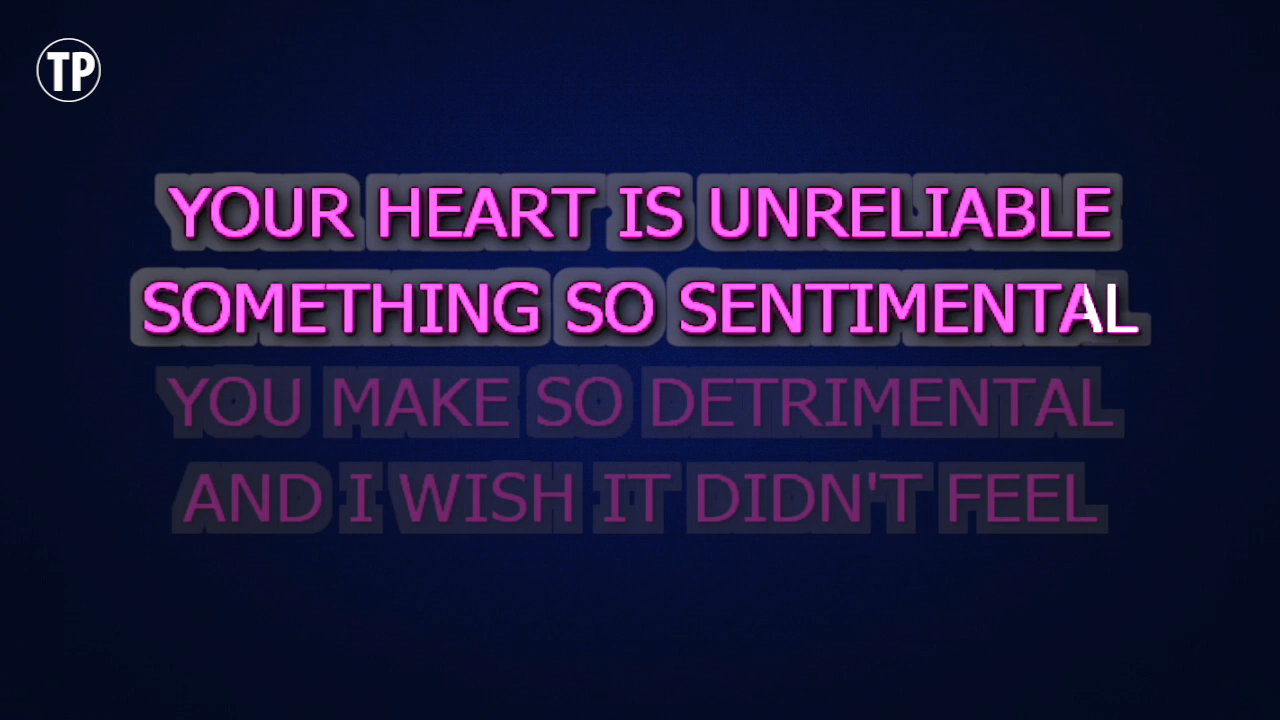 TP
YOUR HEART IS UNRELIABLE
SOMETHING SO SENTIMENTAL
YOU MAKE SO DETRIMENTAL
AND I WISH IT DIDN'T FEEL